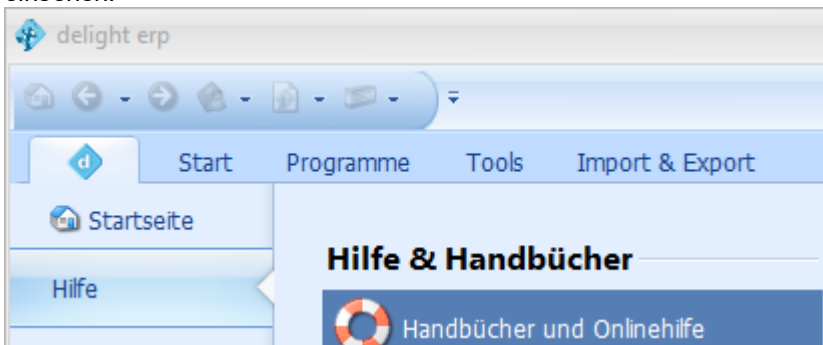 delight erp
d Start Programme Tools Import & Export
Startseite
Hilfe & Handbücher
Hilfe
Handbücher und Onlinehilfe